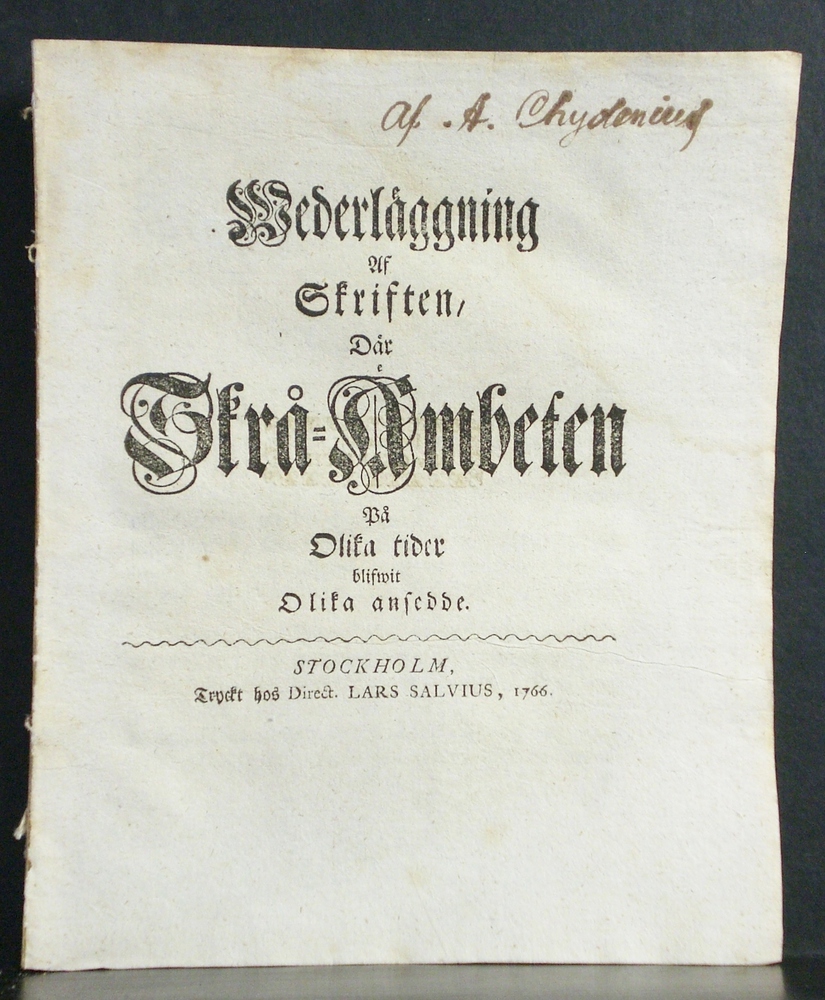 af. A. Chydenius
Wederläggning
Af
Skriften,
Där
Skrå-Ämbeten
På
Olika tider
blifwit
Olika ansedde.
STOCKHOLM,
Tryckt hos Direct. LARS SALVIUS, 1766.